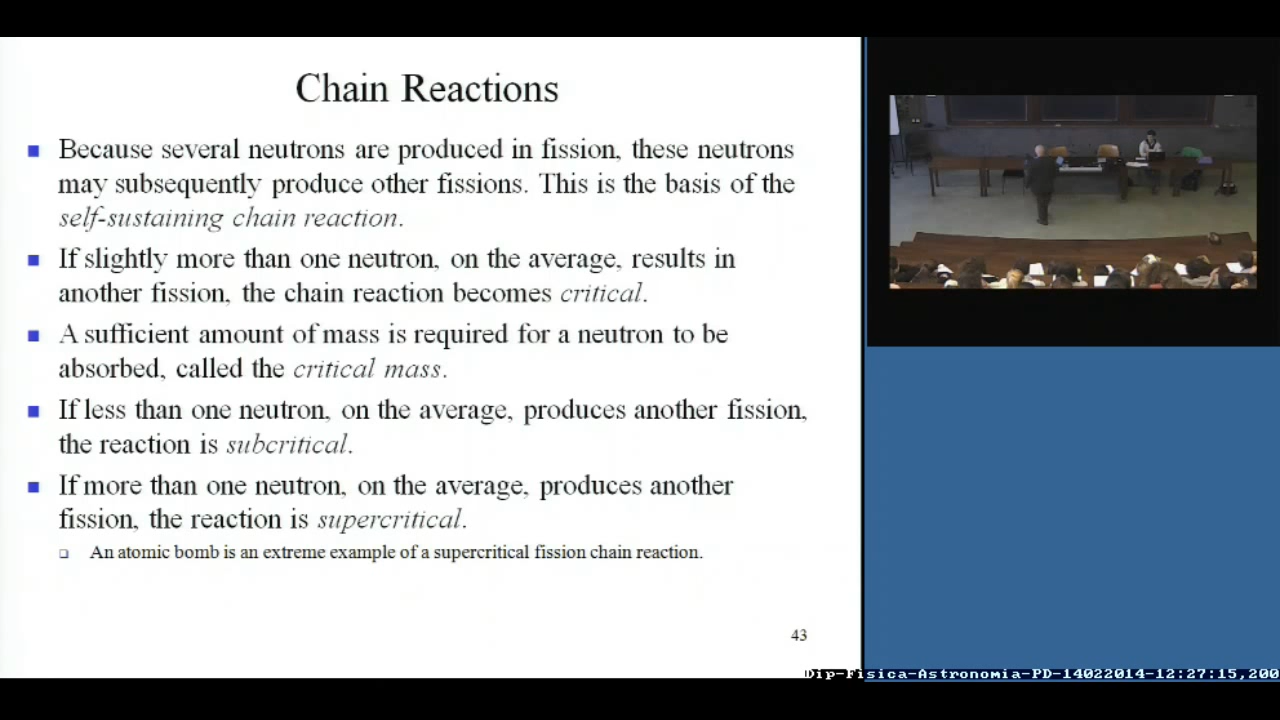 Chain Reactions
Because several neutrons are produced in fission, these neutrons
may subsequently produce other fissions. This is the basis of the
self-sustaining chain reaction.
If slightly more than one neutron, on the average, results in
another fission, the chain reaction becomes critical.
A sufficient amount of mass is required for a neutron to be
absorbed, called the critical mass.
If less than one neutron, on the average, produces another fission,
the reaction is subcritical.
If more than one neutron, on the average, produces another
fission, the reaction is supercritical.
An atomic bomb is an extreme example of a supercritical fission chain reaction.
43
Dip-Fisica-Astronomia-PD-14022014-12:27:15,200